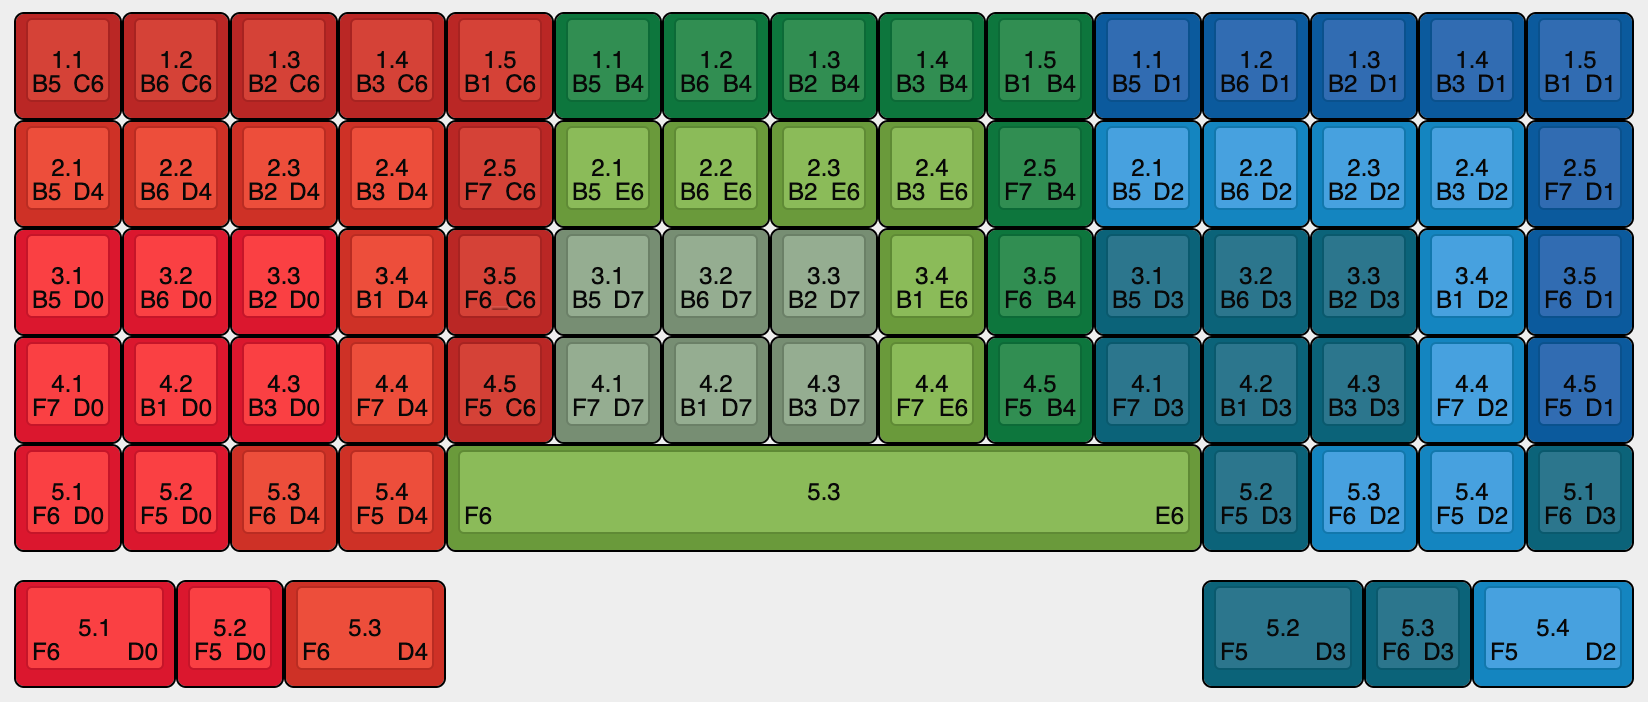 1.1 1.2 1.3 1.4 1.5 1.1 1.2 1.3 1.4 1.5 1.1 1.2 1.3 1.4 1.5
B5 C6 B6 C6 B2 C6 B3 C6 B1 C6 B5 B4 B6 B4 B2 B4 B3 B4 B1 B4 B5 D1 B6 D1 B2 D1 B3 D1 B1 D1
2.1 2.2 2.3 2.4 2.5 2.1 2.2 2.3 2.4 2.5 2.1 2.2 2.3 2.4 2.5
B5 D4 B6 D4 B2 D4 B3 D4 F7 C6 B5 E6 B6 E6 B2 E6 B3 E6 F7 B4 B5 D2 B6 D2 B2 D2 B3 D2 F7 D1
3.1 3.2 3.3 3.4 3.5 3.1 3.2 3.3 3.4 3.5 3.1 3.2 3.3 3.4 3.5
B5 D0 B6 D0 B2 D0 B1 D4 F6_C6 B5 D7 B6 D7 B2 D7 B1 E6 F6 B4 B5 D3 B6 D3 B2 D3 B1 D2 F6 D1
4.1 4.2 4.3 4.4 4.5 4.1 4.2 4.3 4.4 4.5 4.1 4.2 4.3 4.4 4.5
F7 D0 B1 D0 B3 D0 F7 D4 F5 C6 F7 D7 B1 D7 B3 D7 F7 E6 F5 B4 F7 D3 B1 D3 B3 D3 F7 D2 F5 D1
5.1 5.2 5.3 5.4 5.3 5.2 5.3 5.4 5.1
F6 D0 F5 D0 F6 D4 F5 D4 F6 E6 F5 D3 F6 D2 F5 D2 F6 D3
5.1 5.2 5.3 5.2 5.3 5.4
F6 D0 F5 D0 F6 D4 F5 D3 F6 D3 F5 D2